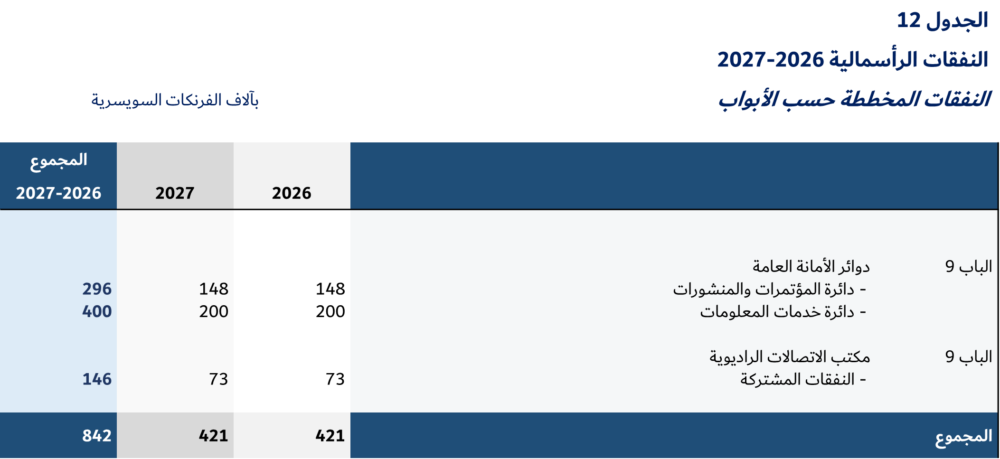 الجدول 12
النفقات الرأسمالية 2026-2027
النفقات المخططة حسب الأبواب
بآلاف الفرنكات السويسرية
المجموع
2026 2027 2026-2027
الباب 9 دوائر الأمانة العامة
- دائرة المؤتمرات والمنشورات 148 148 296
- دائرة خدمات المعلومات 200 200 400
الباب 9 مكتب الاتصالات الراديوية
- النفقات المشتركة 73 73 146
المجموع 421 421 842